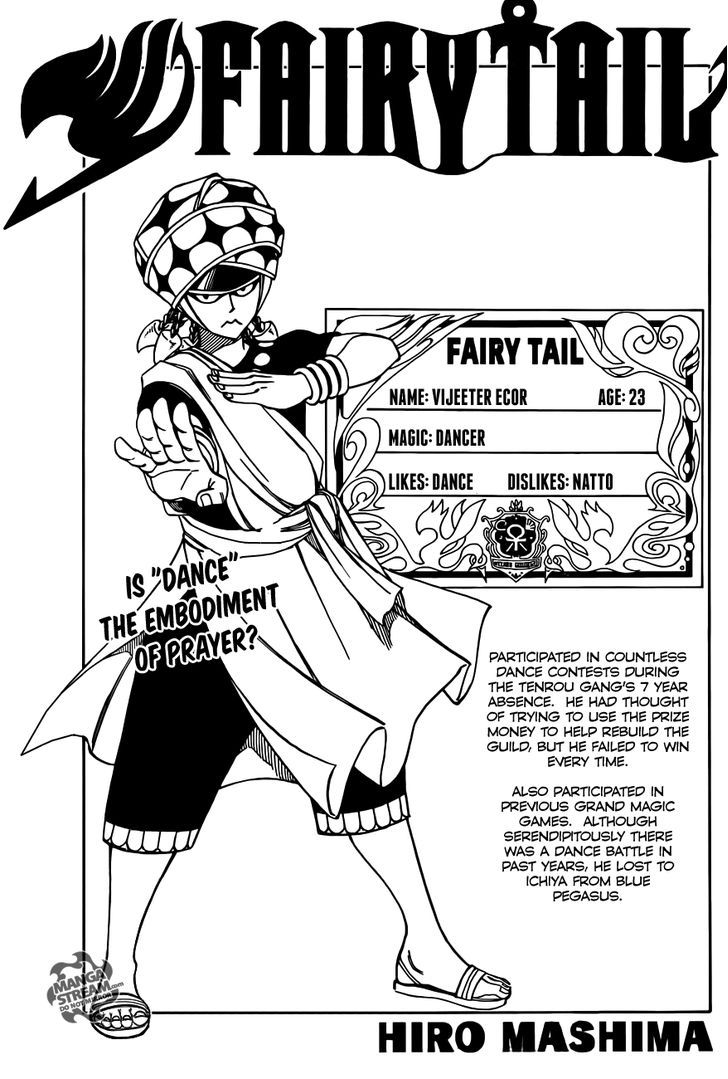 FAIRY TAIL
FAIRY TAIL
NAME: VIJEETER ECOR AGE: 23
MAGIC: DANCER
LIKES: DANCE DISLIKES: NATTO
IS "DANCE"
THE EMBODIMENT
OF PRAYER?
PARTICIPATED IN COUNTLESS
DANCE CONTESTS DURING
THE TENROU GANG'S 7 YEAR
ABSENCE. HE HAD THOUGHT
OF TRYING TO USE THE PRIZE
MONEY TO HELP REBUILD THE
GUILD, BUT HE FAILED TO WIN
EVERY TIME.
ALSO PARTICIPATED IN
PREVIOUS GRAND MAGIC
GAMES. ALTHOUGH
SERENDIPITOUSLY THERE
WAS A DANCE BATTLE IN
PAST YEARS, HE LOST TO
ICHIYA FROM BLUE
PEGASUS.
MANGA
STREAM.com
DO NOT MIRROR
HIRO MASHIMA